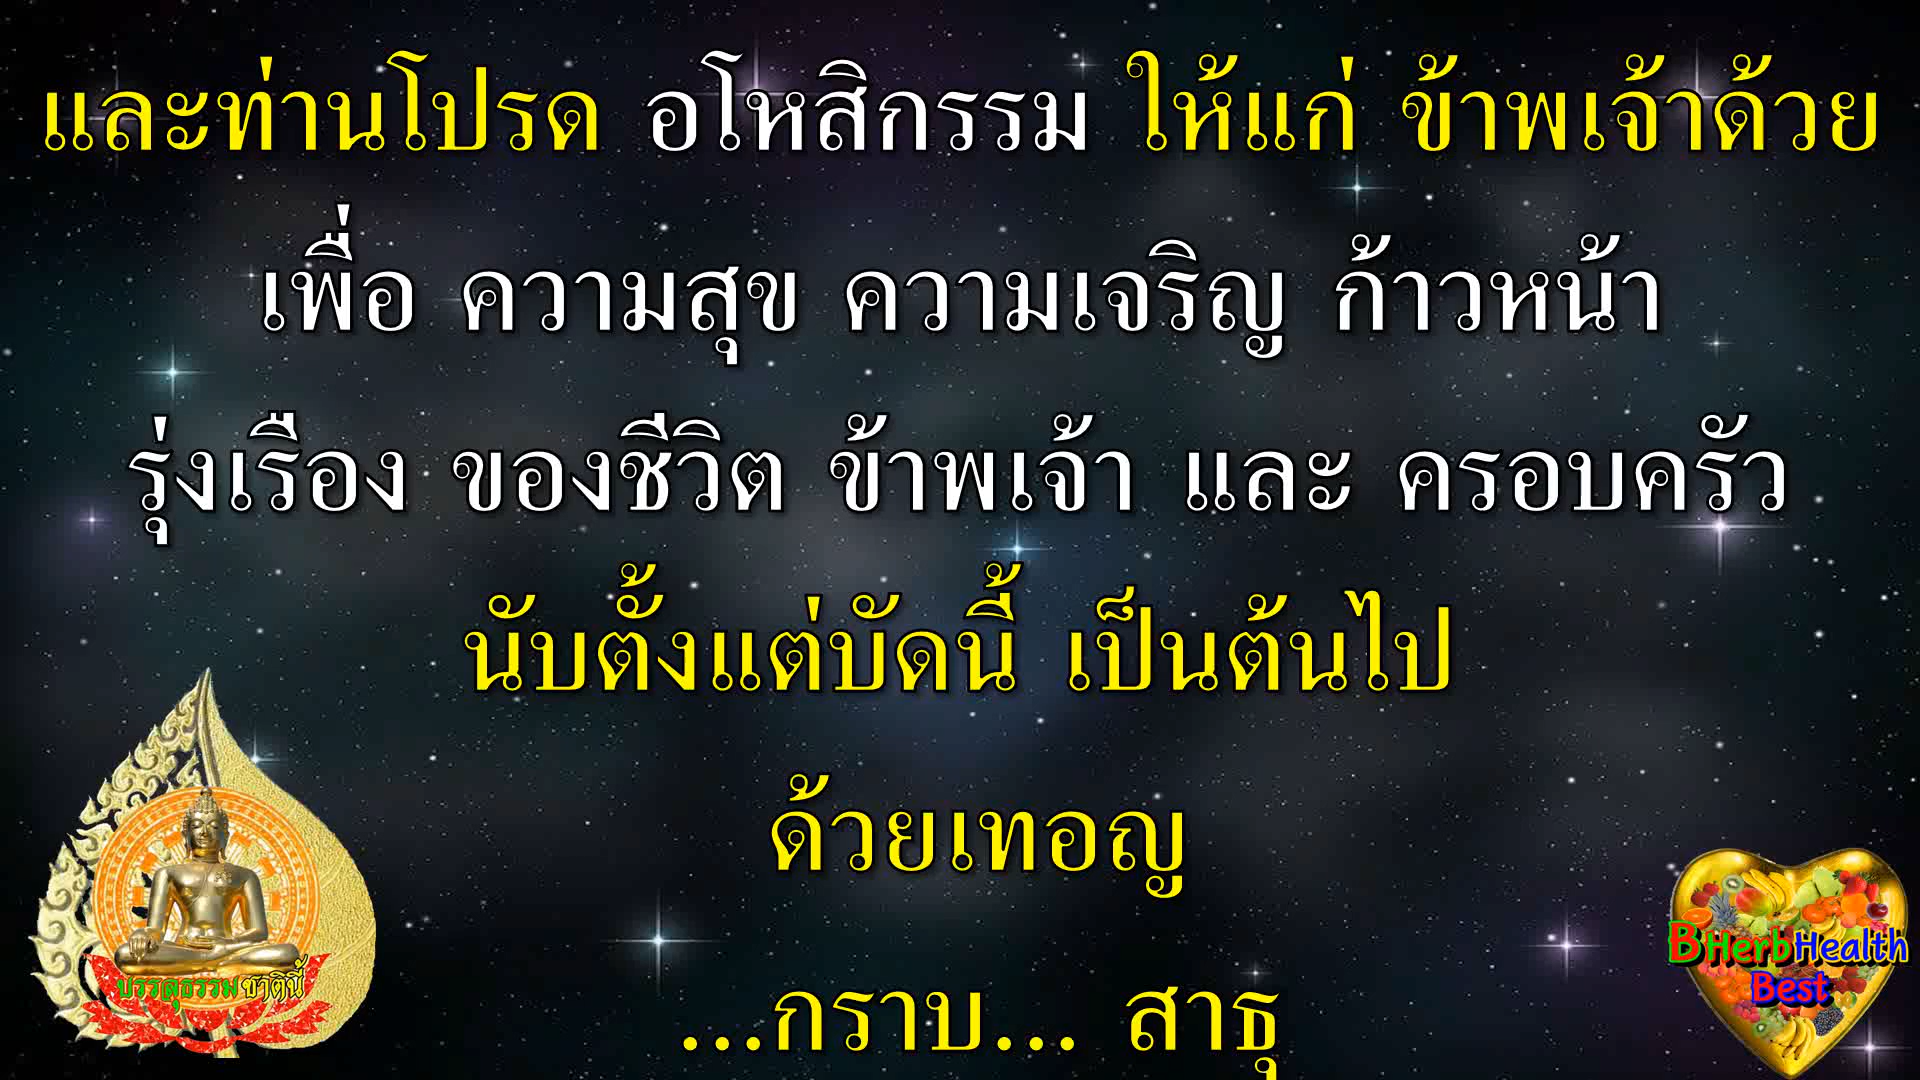 และท่านโปรด อโหสิกรรม ให้แก่ ข้าพเจ้าด้วย
เพื่อ ความสุข ความเจริญ ก้าวหน้า
รุ่งเรือง ของชีวิต ข้าพเจ้า และ ครอบครัว
นับตั้งแต่บัดนี้ เป็นต้นไป
ด้วยเทอญ
...กราบ... สาธุ
บรรลุธรรม ชาตินี้
BHerbHealth
Best